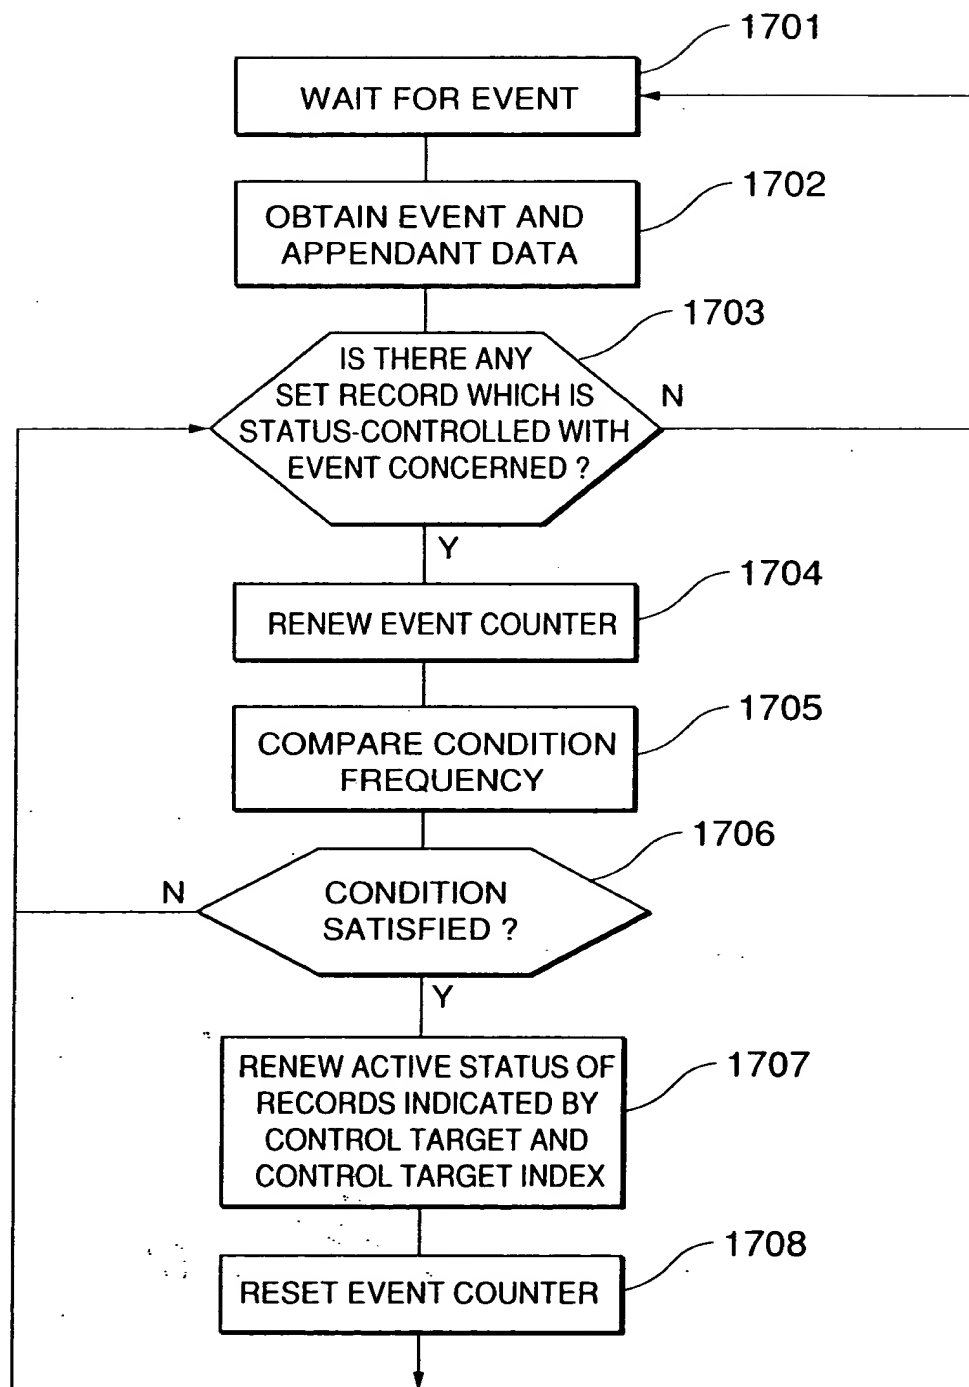 1701
WAIT FOR EVENT
1702
OBTAIN EVENT AND
APPENDANT DATA
1703
IS THERE ANY
SET RECORD WHICH IS
STATUS-CONTROLLED WITH
EVENT CONCERNED ?
N
Y
1704
RENEW EVENT COUNTER
1705
COMPARE CONDITION
FREQUENCY
1706
N
CONDITION
SATISFIED ?
Y
1707
RENEW ACTIVE STATUS OF
RECORDS INDICATED BY
CONTROL TARGET AND
CONTROL TARGET INDEX
1708
RESET EVENT COUNTER